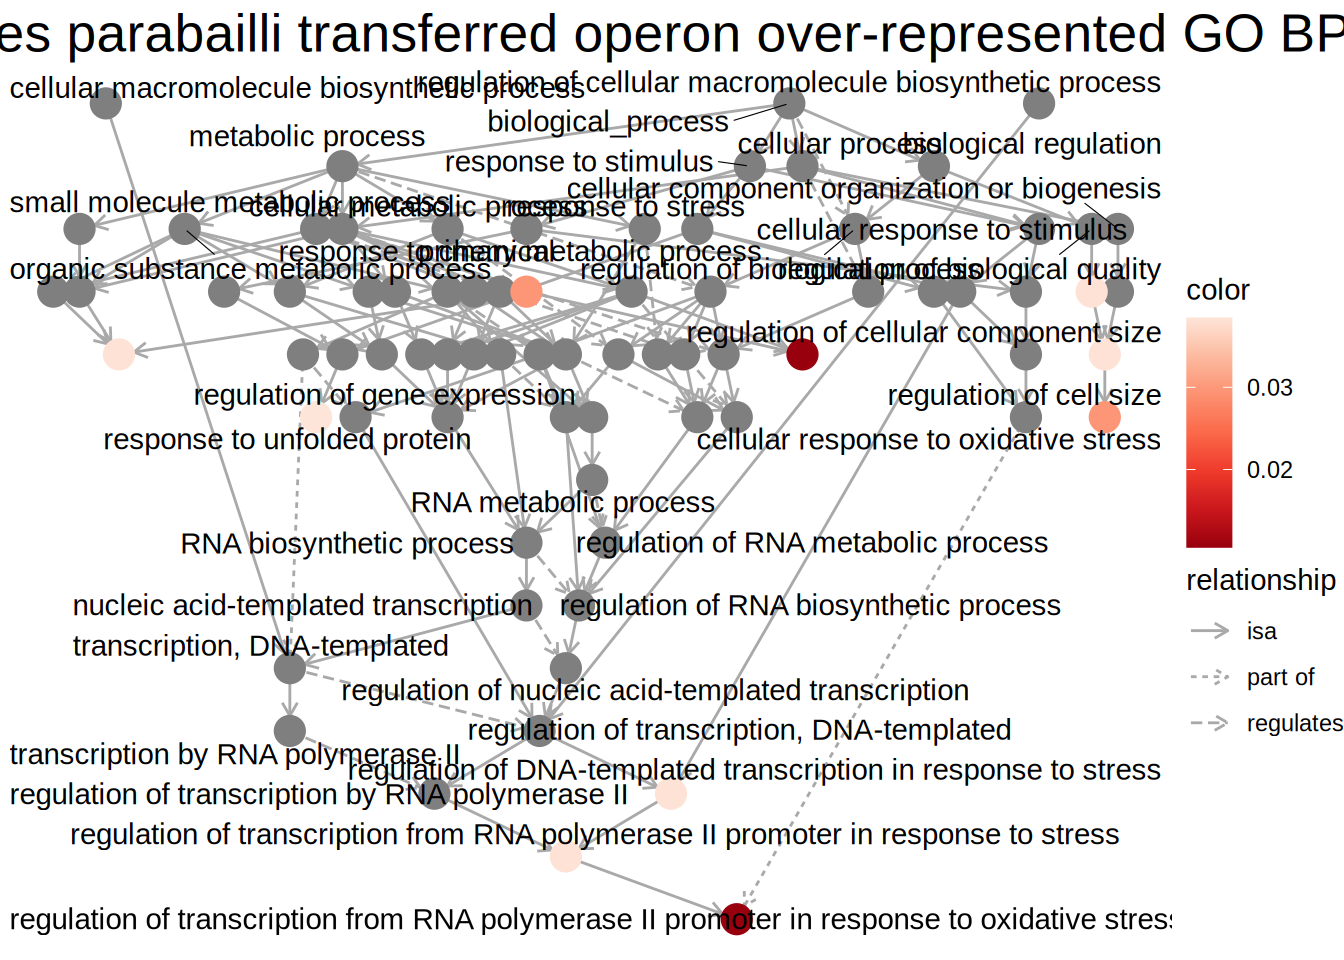 es parabailli transferred operon over-represented GO BP
cellular macromolecule biosynthetic process
regulation of cellular macromolecule biosynthetic process
biological_process
metabolic process
cellular process
biological regulation
response to stimulus
cellular component organization or biogenesis
small molecule metabolic process
cellular metabolic process
response to stress
cellular response to stimulus
response to chemical
primary metabolic process
organic substance metabolic process
regulation of biological process
regulation of biological quality
regulation of cellular component size
regulation of gene expression
regulation of cell size
response to unfolded protein
cellular response to oxidative stress
RNA metabolic process
RNA biosynthetic process
regulation of RNA metabolic process
nucleic acid-templated transcription
regulation of RNA biosynthetic process
transcription, DNA-templated
regulation of nucleic acid-templated transcription
regulation of transcription, DNA-templated
transcription by RNA polymerase II
regulation of DNA-templated transcription in response to stress
regulation of transcription by RNA polymerase II
regulation of transcription from RNA polymerase II promoter in response to stress
regulation of transcription from RNA polymerase II promoter in response to oxidative stress
color
0.03
0.02
relationship
isa
part of
regulates